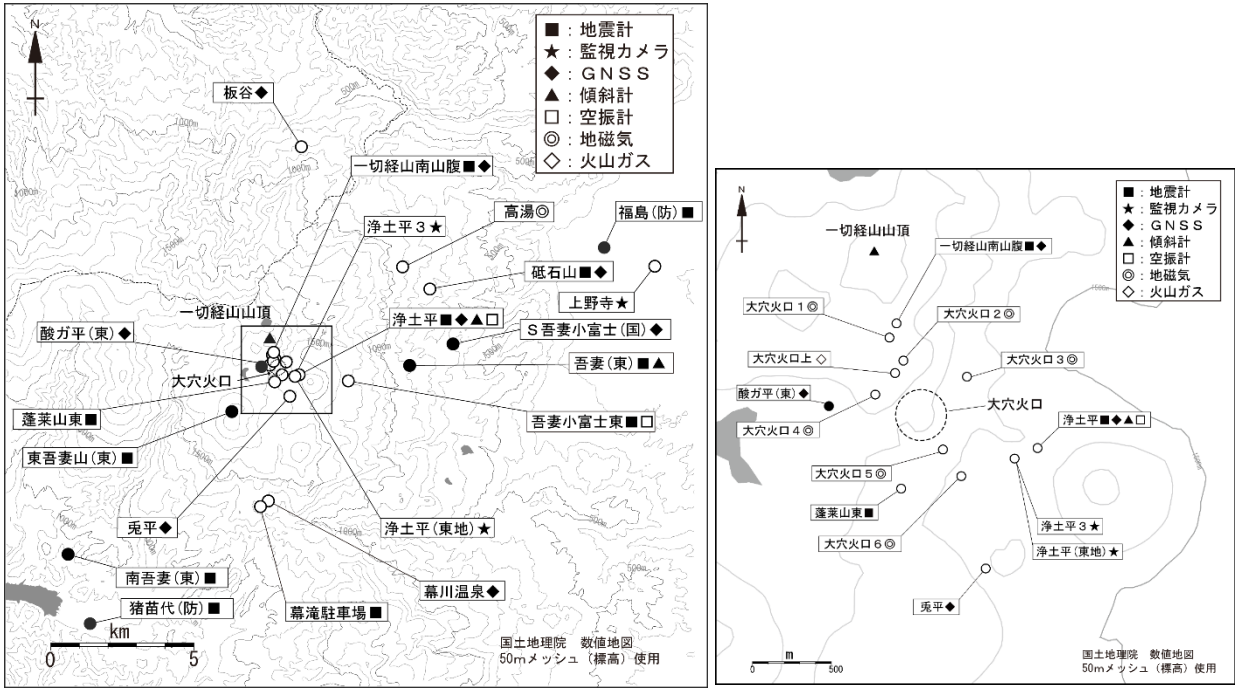 N
■：地震計
★：監視カメラ
◆：ＧＮＳＳ
▲：傾斜計
□：空振計
◎：地磁気
◇：火山ガス
板谷◆
一切経山南山腹■◆
高湯◎
福島(防)■
浄土平３★
砥石山■◆
上野寺★
一切経山山頂
浄土平■◆▲□
酸ガ平(東)◆
Ｓ吾妻小富士(国)◆
吾妻(東)■▲
大穴火口
蓬莱山東■
吾妻小富士東■□
東吾妻山(東)■
兎平◆
浄土平(東地)★
南吾妻(東)■
幕川温泉◆
猪苗代(防)■
幕滝駐車場■
km
0 5
国土地理院　数値地図
50mメッシュ（標高）使用
500m
1000m
1500m
N
■：地震計
★：監視カメラ
◆：ＧＮＳＳ
▲：傾斜計
□：空振計
◎：地磁気
◇：火山ガス
一切経山山頂
一切経山南山腹■◆
大穴火口１◎
大穴火口２◎
大穴火口上◇
大穴火口３◎
酸ガ平(東)◆
大穴火口
大穴火口４◎
浄土平■◆▲□
大穴火口５◎
蓬莱山東■
浄土平３★
大穴火口６◎
浄土平(東地)★
兎平◆
m
0 500
国土地理院　数値地図
50mメッシュ（標高）使用